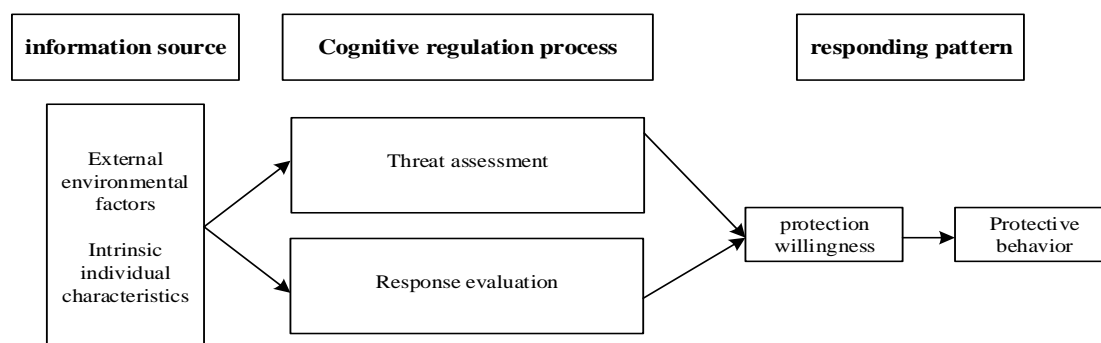 information source
Cognitive regulation process
responding pattern
External
environmental
factors
Intrinsic
individual
characteristics
Threat assessment
Response evaluation
protection
willingness
Protective
behavior